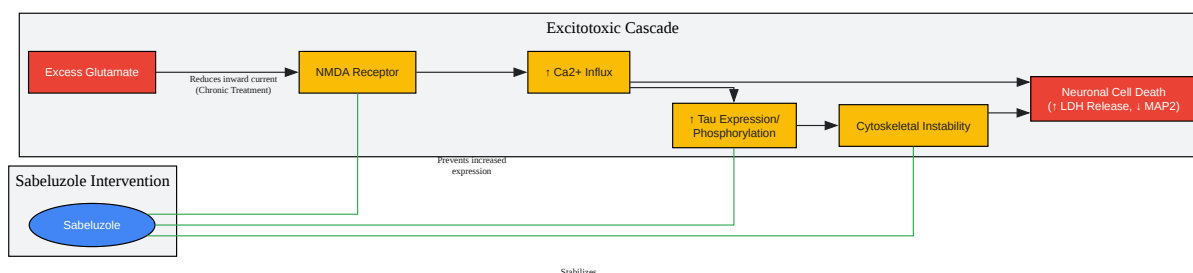 Excitotoxic Cascade
Excess Glutamate
Reduces inward current
(Chronic Treatment)
NMDA Receptor
↑ Ca2+ Influx
↑ Tau Expression/
Phosphorylation
Cytoskeletal Instability
Neuronal Cell Death
(↑ LDH Release, ↓ MAP2)
Prevents increased
expression
Sabeluzole Intervention
Sabeluzole
Stabilizes